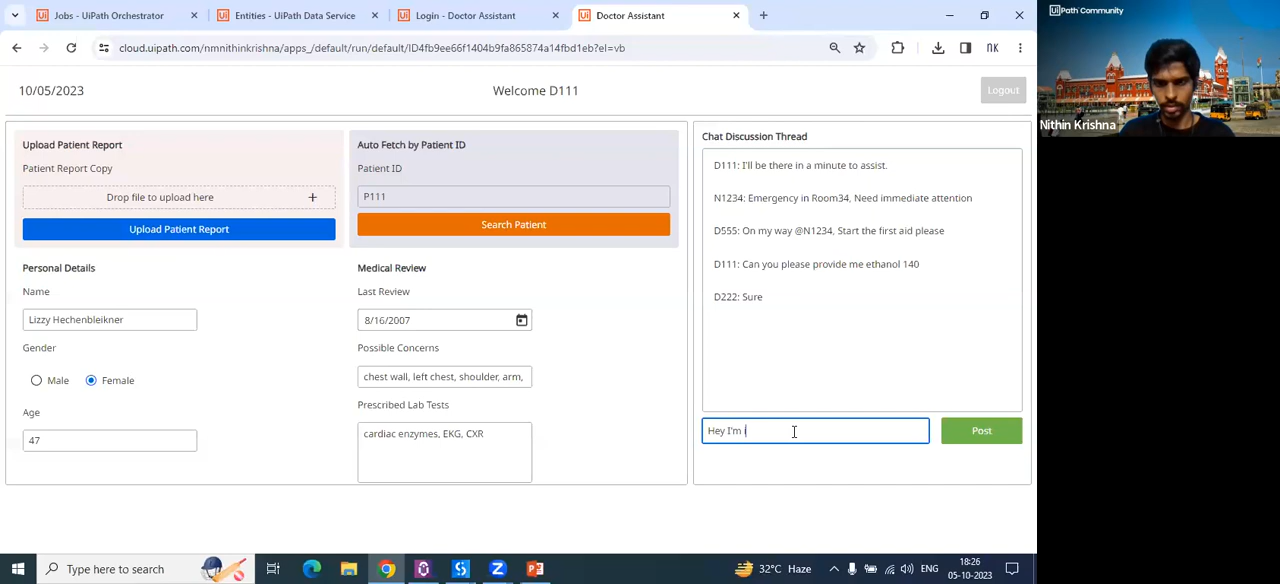 Jobs - UiPath Orchestrator
Entities - UiPath Data Service
Login - Doctor Assistant
Doctor Assistant
cloud.uipath.com/nmnithinkrishna/apps_/default/run/default/ID4fb9ee66f1404b9fa865874a14fbd1eb?el=vb
UiPath Community
Nithin Krishna
10/05/2023
Welcome D111
Logout
Upload Patient Report
Patient Report Copy
Drop file to upload here
Upload Patient Report
Auto Fetch by Patient ID
Patient ID
P111
Search Patient
Personal Details
Name
Lizzy Hechenbleikner
Gender
Male
Female
Age
47
Medical Review
Last Review
8/16/2007
Possible Concerns
chest wall, left chest, shoulder, arm,
Prescribed Lab Tests
cardiac enzymes, EKG, CXR
Chat Discussion Thread
D111: I'll be there in a minute to assist.
N1234: Emergency in Room34, Need immediate attention
D555: On my way @N1234, Start the first aid please
D111: Can you please provide me ethanol 140
D222: Sure
Hey I'm i
Post
Type here to search
32°C Haze
ENG
18:26
05-10-2023